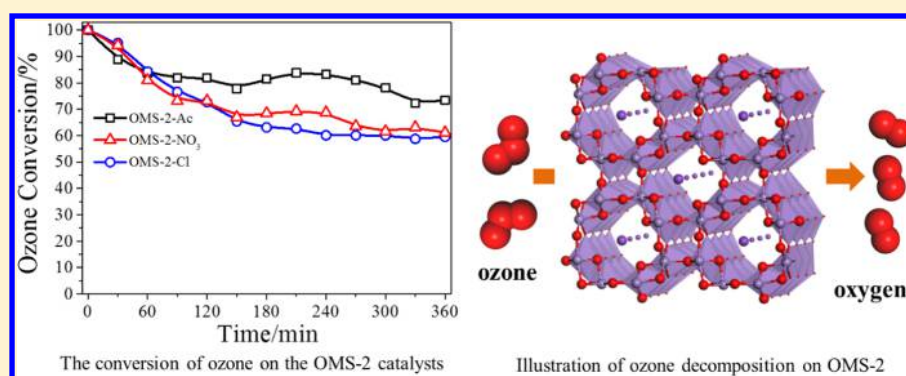 100
90
80
70
60
50
40
30
20
10
0
Ozone Conversion/%
OMS-2-Ac
OMS-2-NO₃
OMS-2-Cl
0 60 120 180 240 300 360
Time/min
The conversion of ozone on the OMS-2 catalysts
ozone
oxygen
Illustration of ozone decomposition on OMS-2